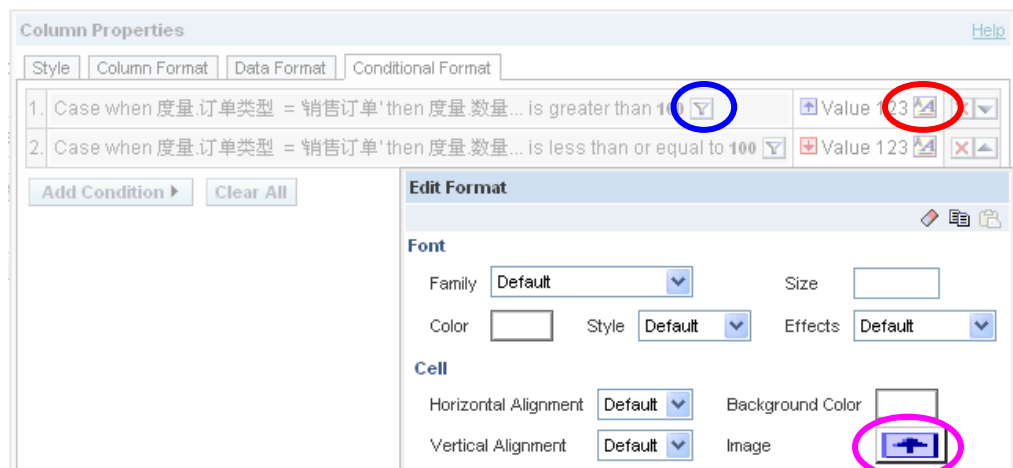 Column Properties Help
Style Column Format Data Format Conditional Format
1. Case when 度量.订单类型 = '销售订单' then 度量.数量... is greater than 100 Value 123
2. Case when 度量.订单类型 = '销售订单' then 度量.数量... is less than or equal to 100 Value 123
Add Condition Clear All
Edit Format
Font
Family Default Size
Color Style Default Effects Default
Cell
Horizontal Alignment Default Background Color
Vertical Alignment Default Image